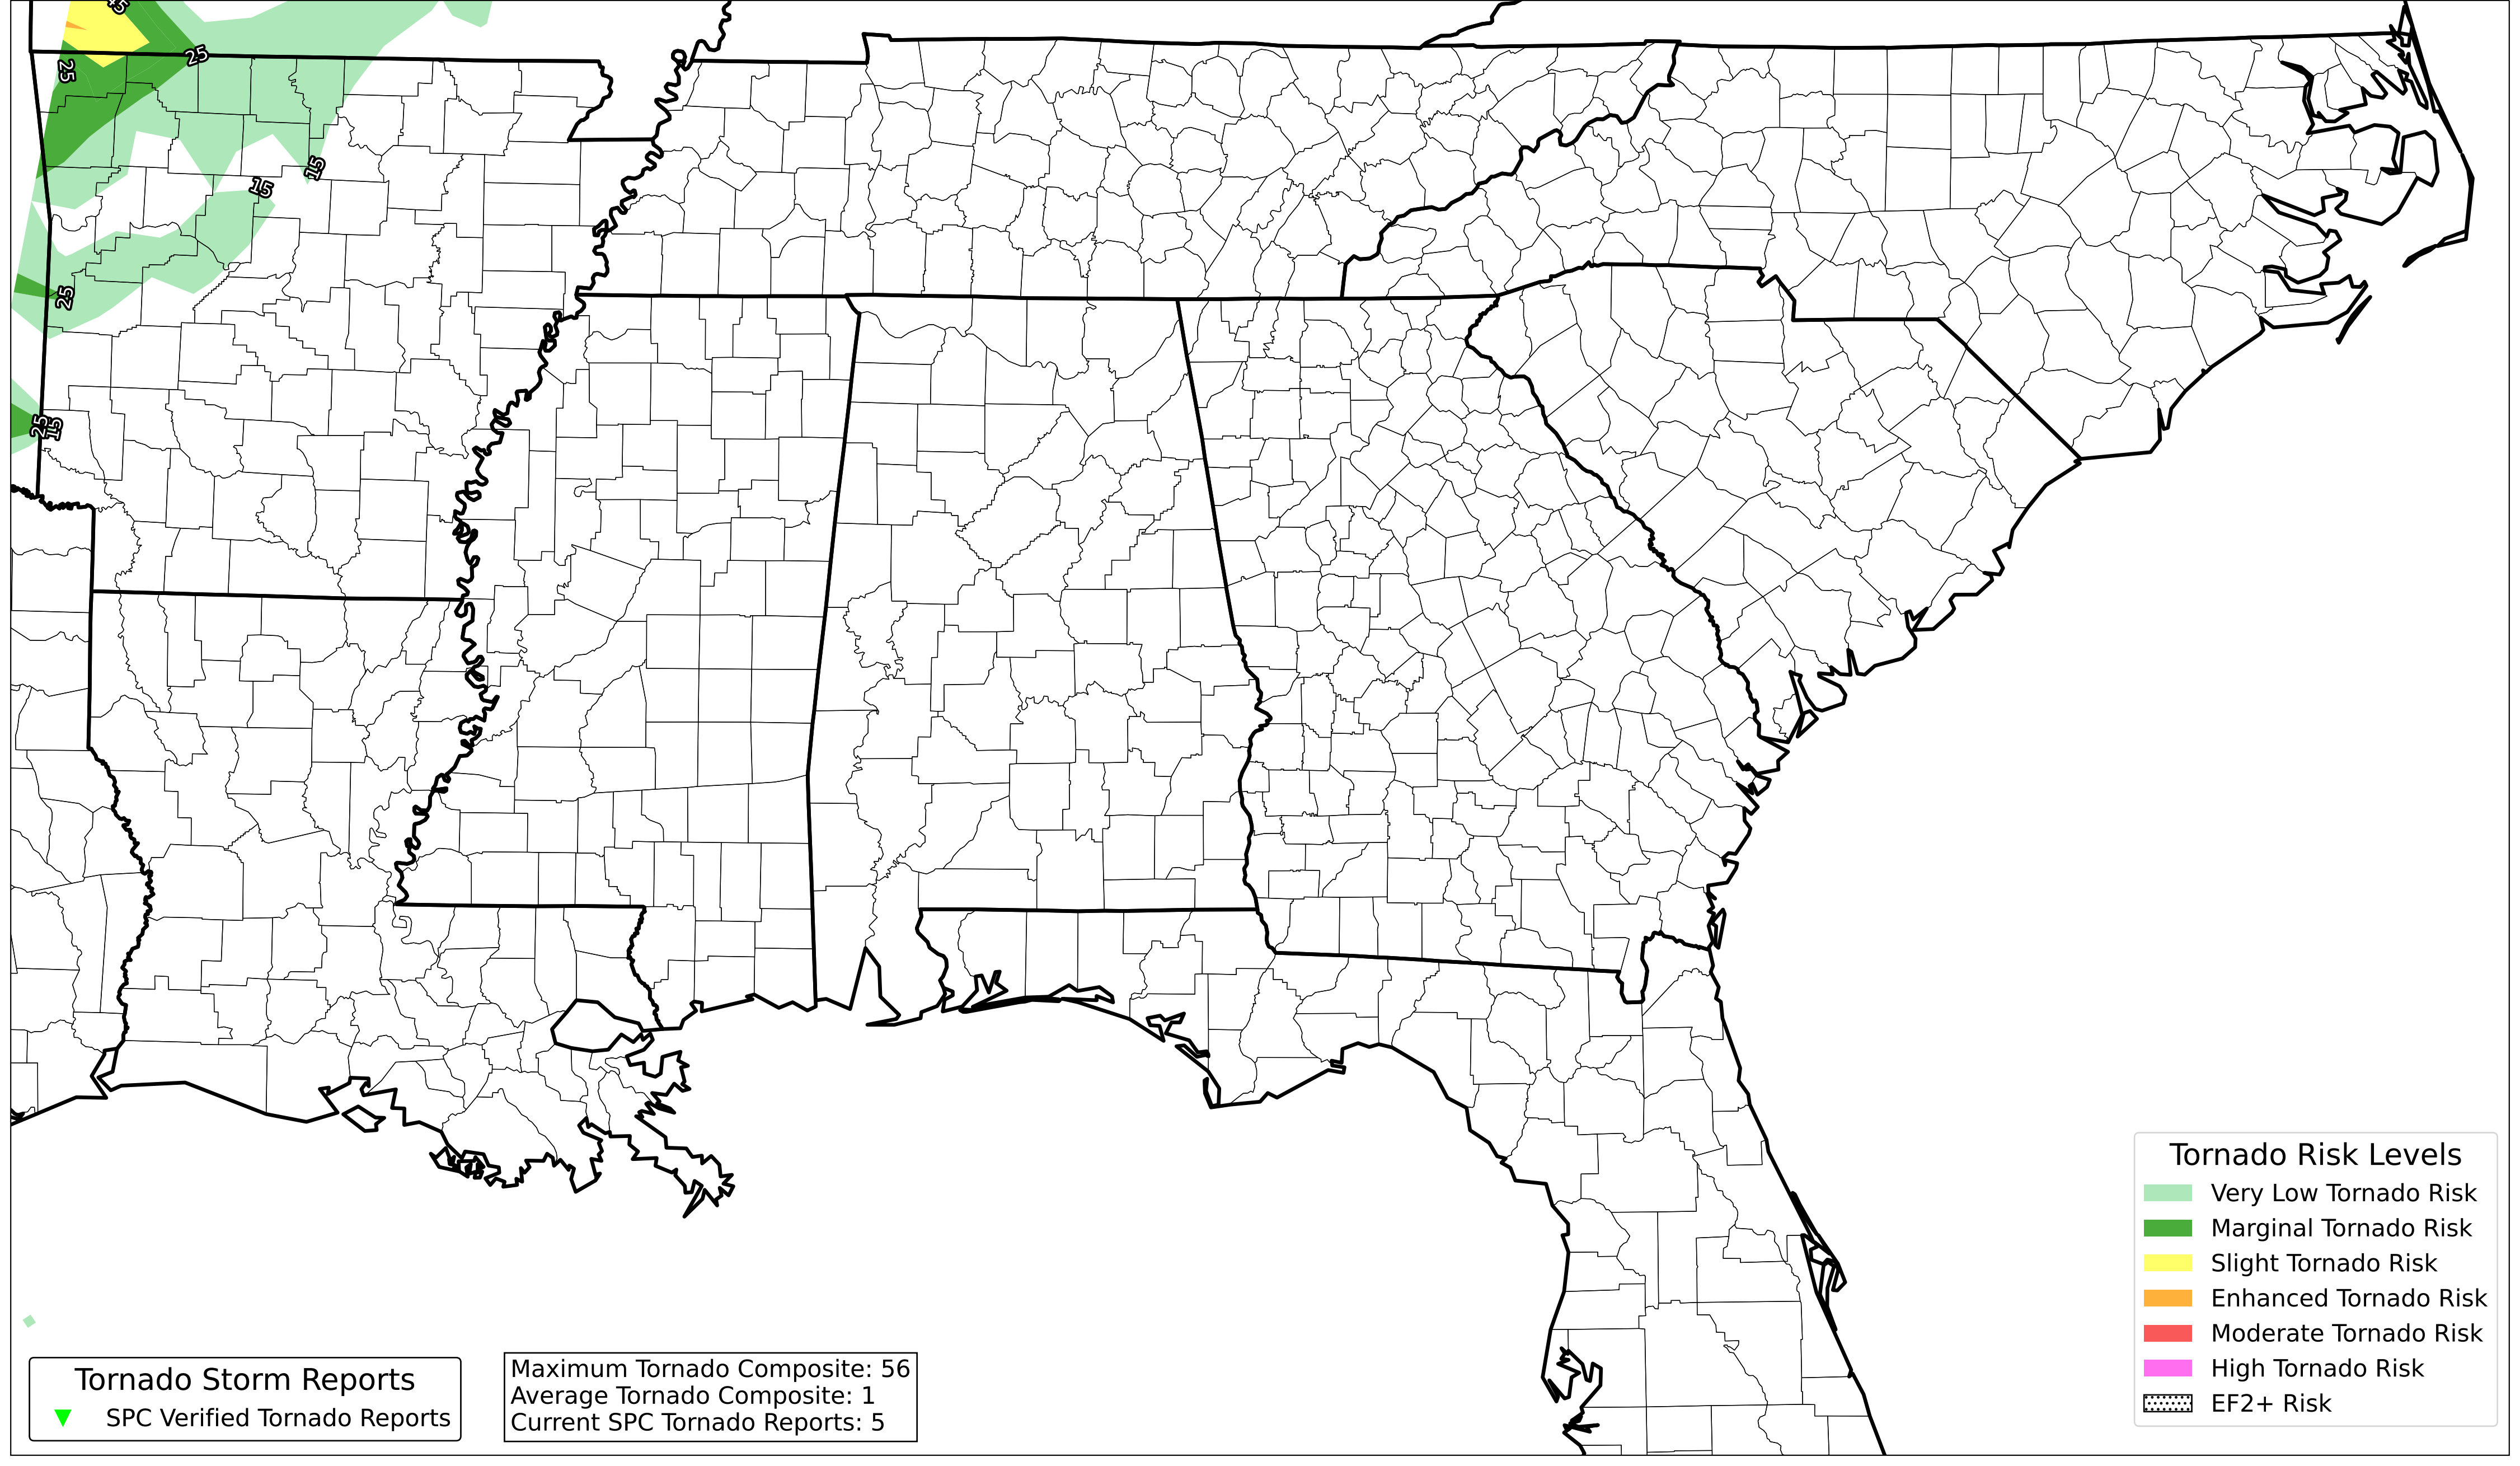 45
25
25
15
15
25
25
15
Tornado Risk Levels
Very Low Tornado Risk
Marginal Tornado Risk
Slight Tornado Risk
Enhanced Tornado Risk
Moderate Tornado Risk
High Tornado Risk
EF2+ Risk
Tornado Storm Reports
SPC Verified Tornado Reports
Maximum Tornado Composite: 56
Average Tornado Composite: 1
Current SPC Tornado Reports: 5